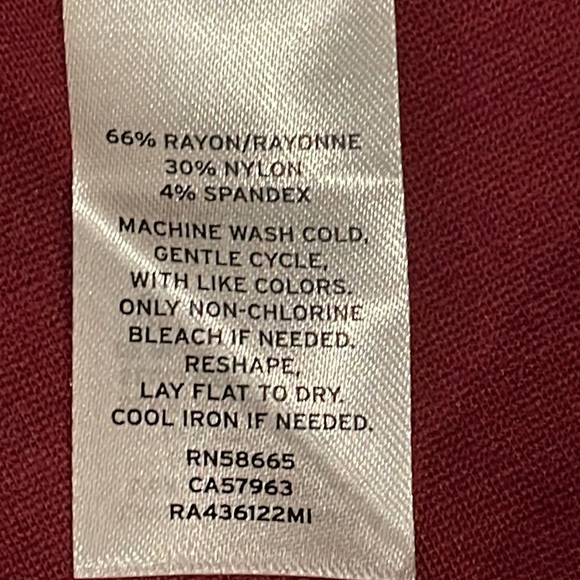 66% RAYON/RAYONNE
30% NYLON
4% SPANDEX
MACHINE WASH COLD,
GENTLE CYCLE,
WITH LIKE COLORS.
ONLY NON-CHLORINE
BLEACH IF NEEDED.
RESHAPE,
LAY FLAT TO DRY.
COOL IRON IF NEEDED.
RN58665
CA57963
RA436122MI